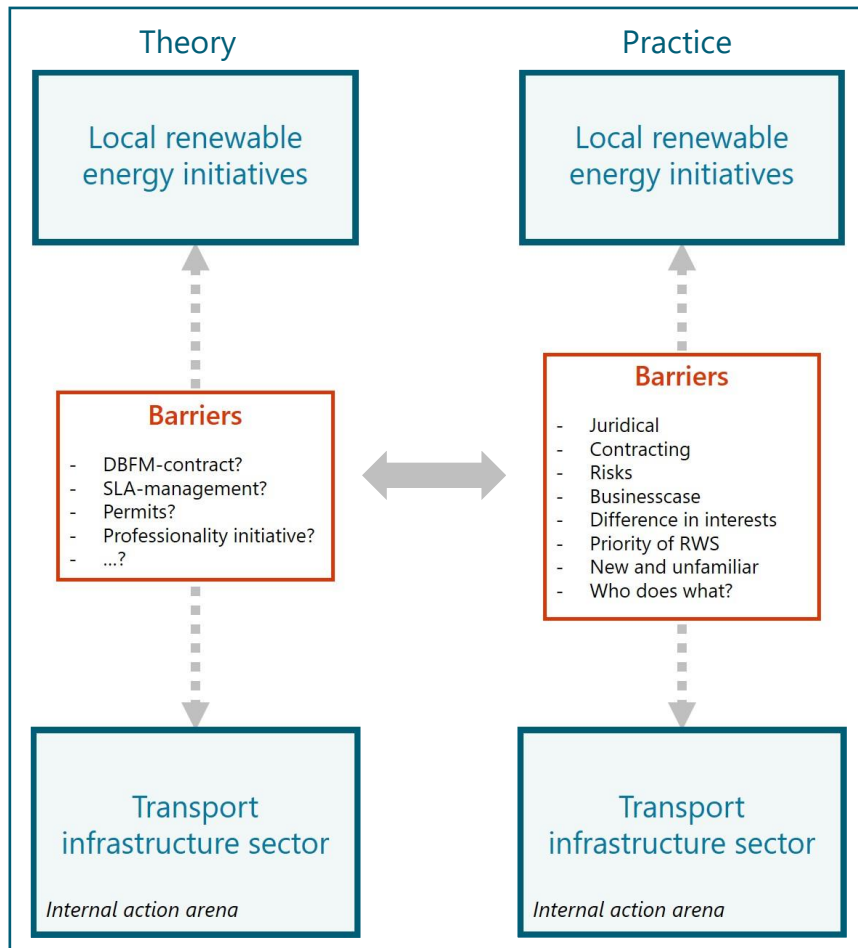 Theory
Local renewable
energy initiatives
Barriers
- DBFM-contract?
- SLA-management?
- Permits?
- Professionality initiative?
- ...?
Transport
infrastructure sector
Internal action arena
Practice
Local renewable
energy initiatives
Barriers
- Juridical
- Contracting
- Risks
- Businesscase
- Difference in interests
- Priority of RWS
- New and unfamiliar
- Who does what?
Transport
infrastructure sector
Internal action arena